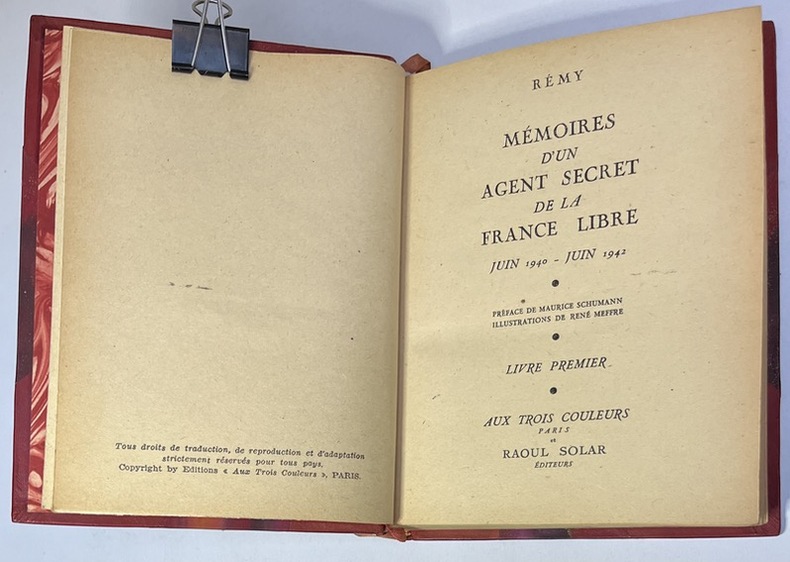 Tous droits de traduction, de reproduction et d'adaptation
strictement réservés pour tous pays.
Copyright by Editions « Aux Trois Couleurs », PARIS.
RÉMY
MÉMOIRES
D'UN
AGENT SECRET
DE LA
FRANCE LIBRE
JUIN 1940 - JUIN 1942
PRÉFACE DE MAURICE SCHUMANN
ILLUSTRATIONS DE RENÉ MEFFRE
LIVRE PREMIER
AUX TROIS COULEURS
PARIS
et
RAOUL SOLAR
ÉDITEURS